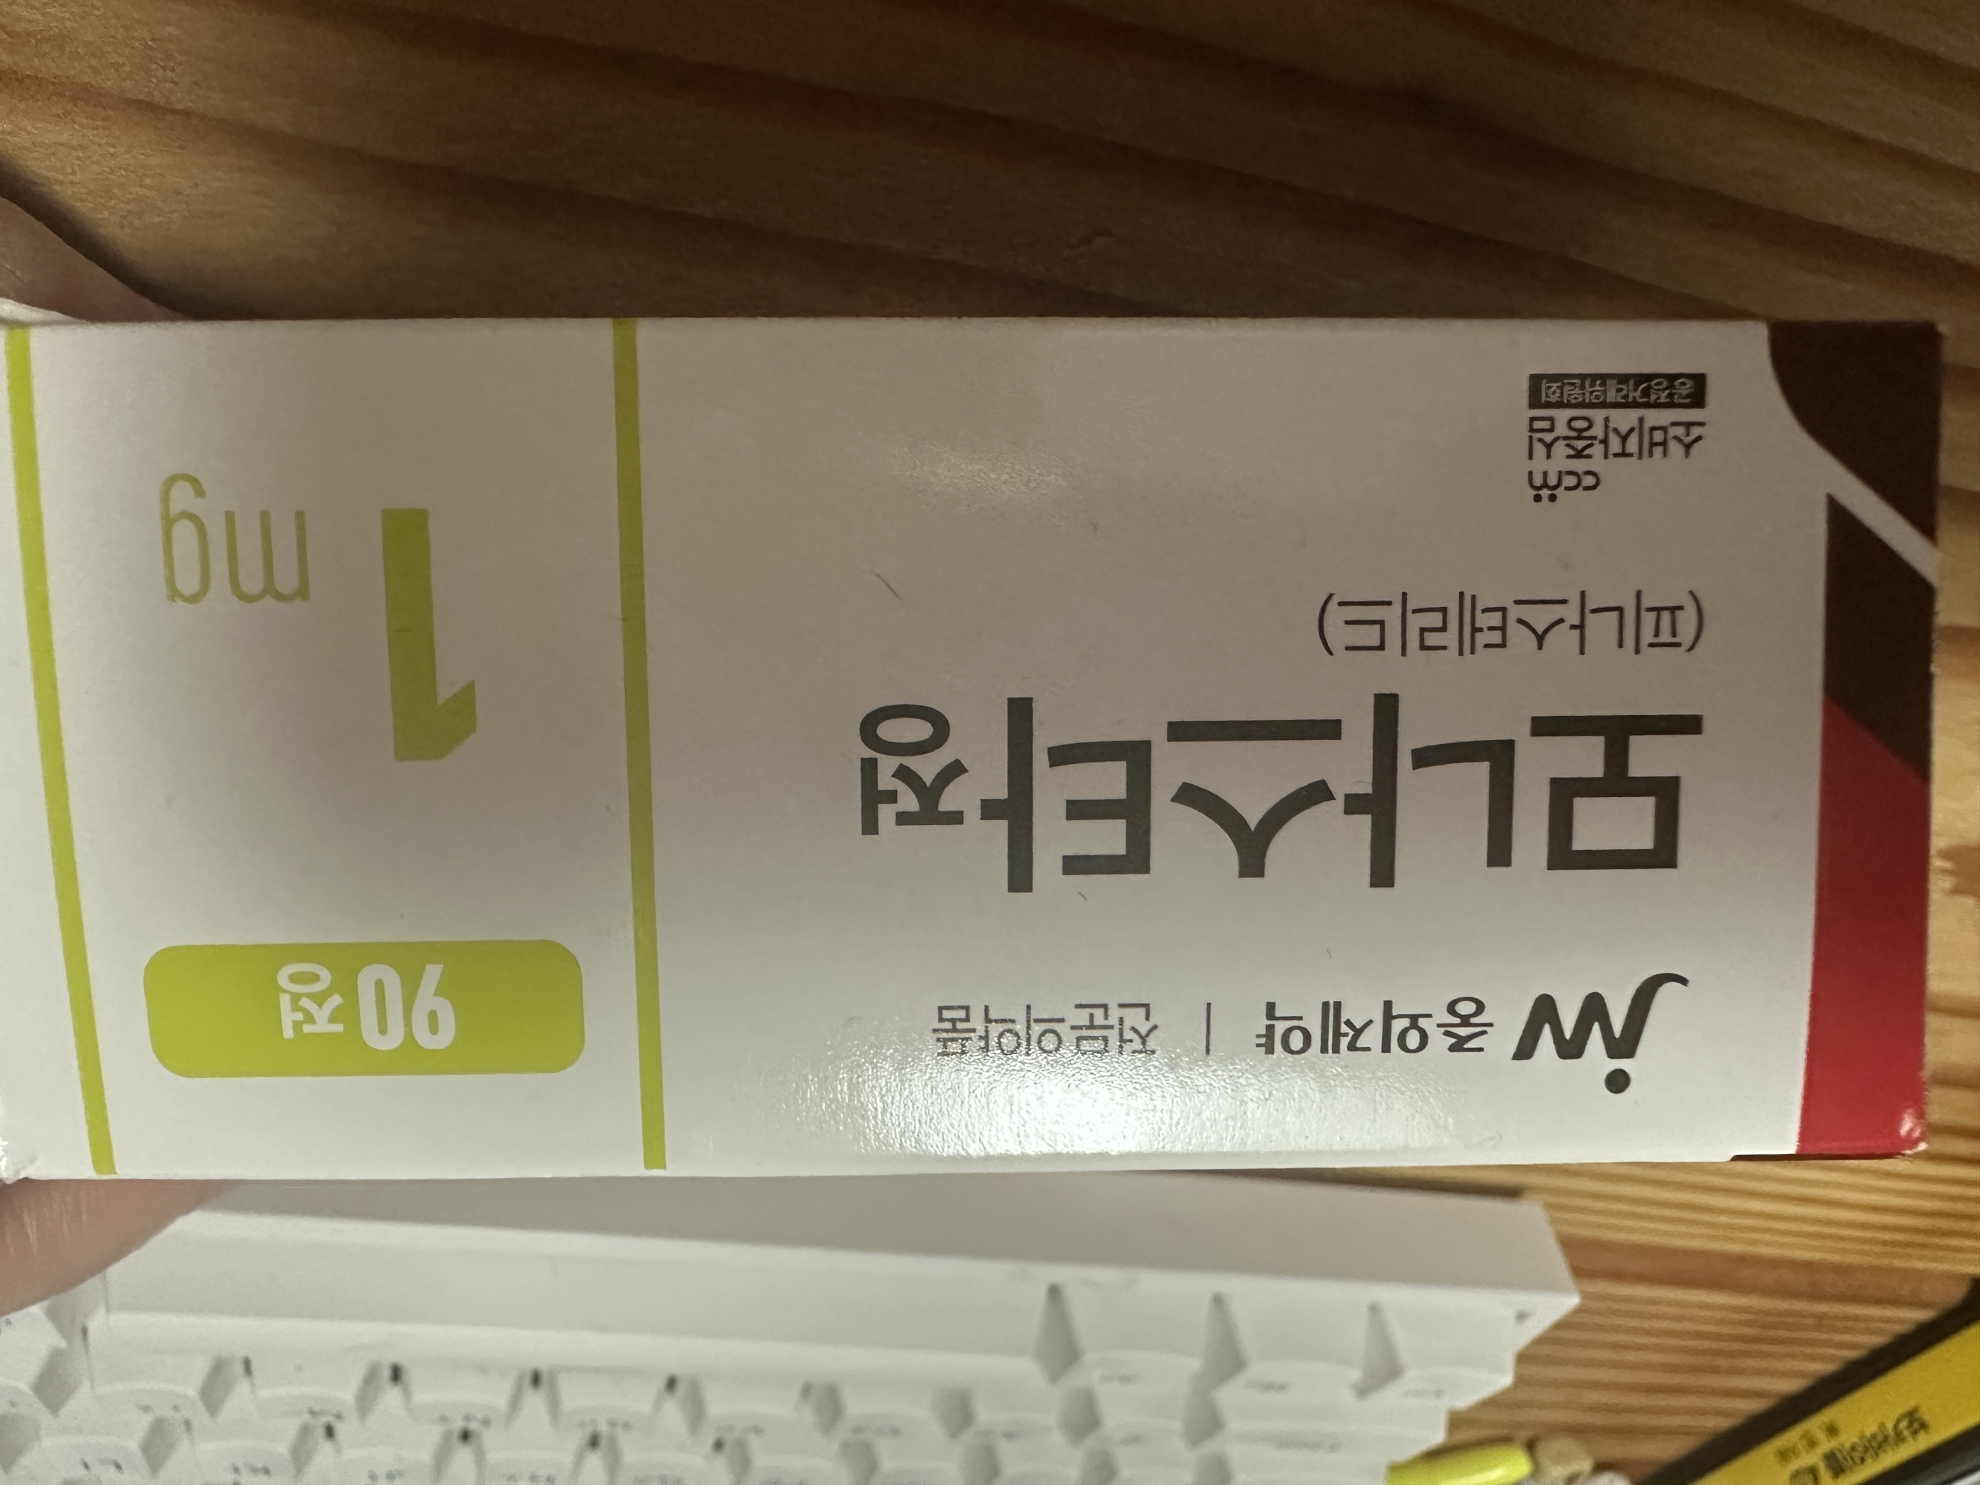 jw 중외제약 | 전문의약품
모나스타정
(피나스테리드)
ccm
소비자중심
공정거래위원회
90정
1 mg